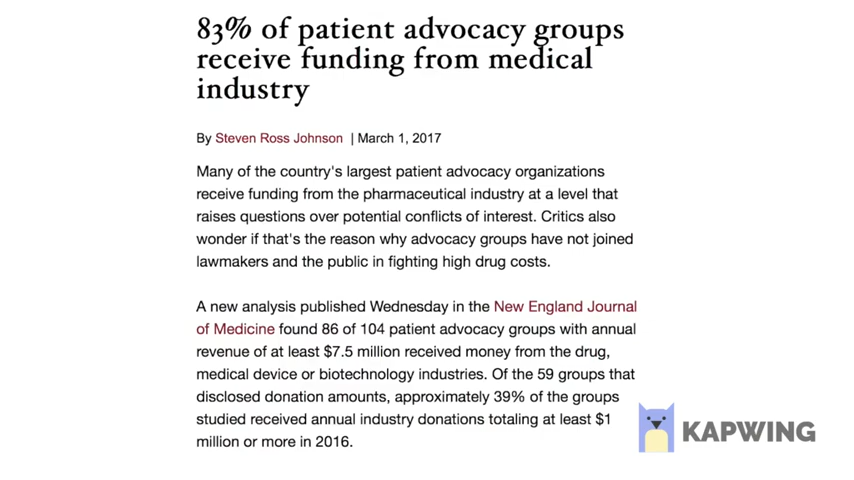 83% of patient advocacy groups
receive funding from medical
industry
By Steven Ross Johnson | March 1, 2017
Many of the country's largest patient advocacy organizations
receive funding from the pharmaceutical industry at a level that
raises questions over potential conflicts of interest. Critics also
wonder if that's the reason why advocacy groups have not joined
lawmakers and the public in fighting high drug costs.
A new analysis published Wednesday in the New England Journal
of Medicine found 86 of 104 patient advocacy groups with annual
revenue of at least $7.5 million received money from the drug,
medical device or biotechnology industries. Of the 59 groups that
disclosed donation amounts, approximately 39% of the groups
studied received annual industry donations totaling at least $1
million or more in 2016.
KAPWING